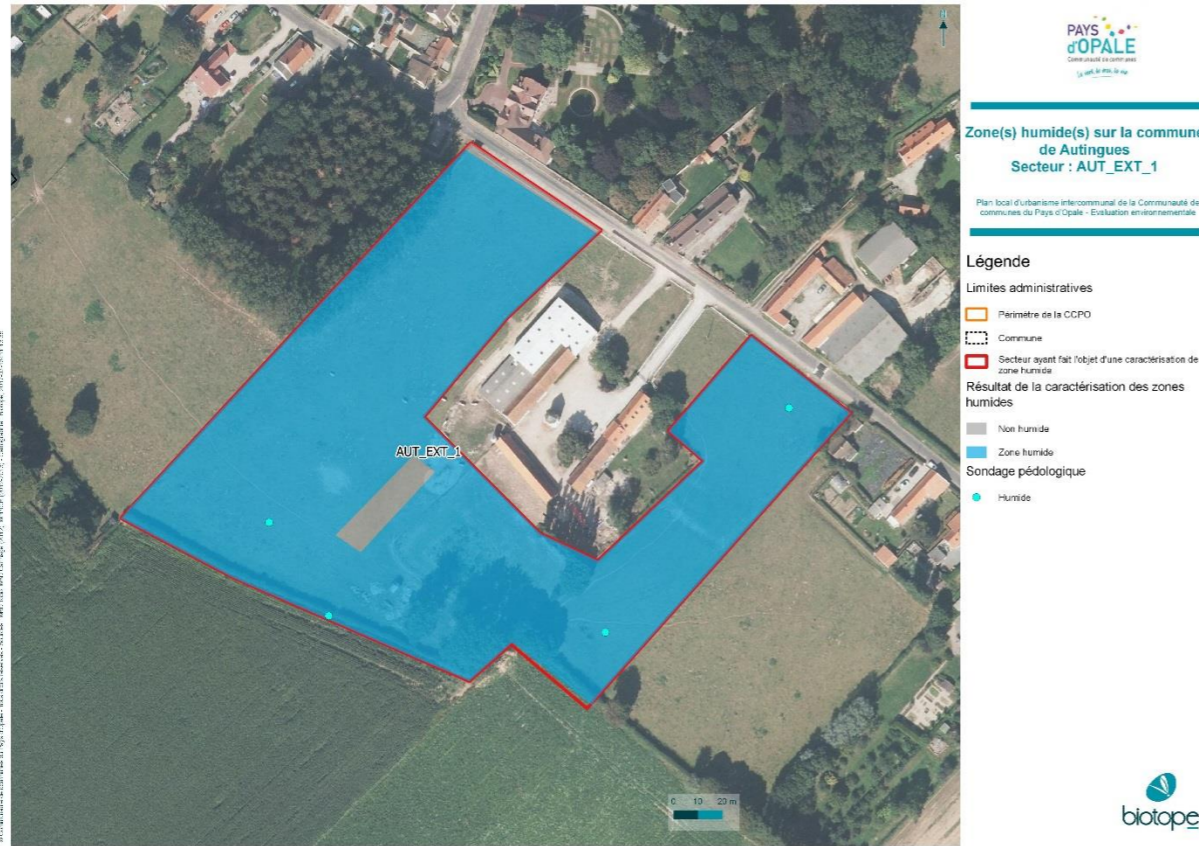 PAYS
d'OPALE
Communauté de communes
Zone(s) humide(s) sur la commune
de Autingues
Secteur : AUT_EXT_1
Plan local d'urbanisme intercommunal de la Communauté de
communes du Pays d'Opale - Evaluation environnementale
Légende
Limites administratives
Périmètre de la CCPO
Commune
Secteur ayant fait l'objet d'une caractérisation de
zone humide
Résultat de la caractérisation des zones
humides
Non humide
Zone humide
Sondage pédologique
Humide
AUT_EXT_1
0 10 20 m
biotope